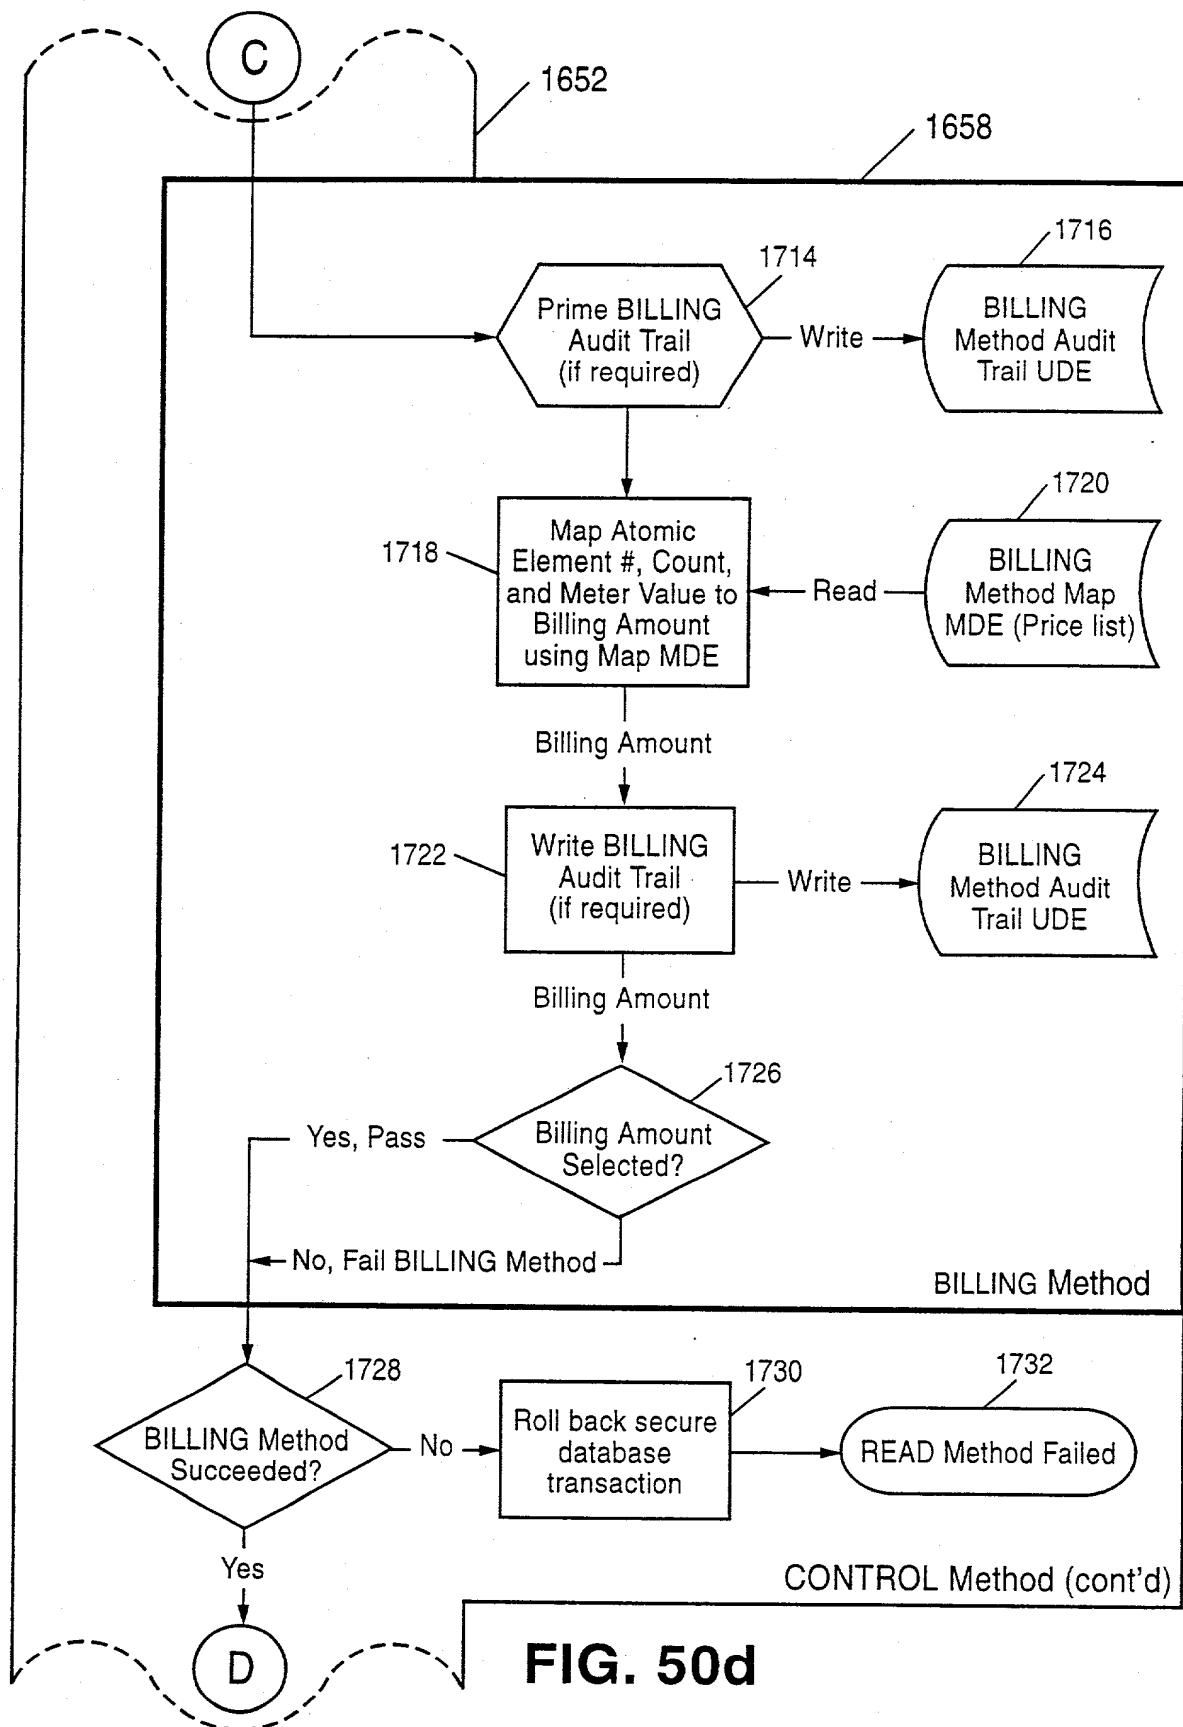 C
1652
1658
1714
1716
Prime BILLING
Audit Trail
(if required)
Write
BILLING
Method Audit
Trail UDE
1718
1720
Map Atomic
Element #, Count,
and Meter Value to
Billing Amount
using Map MDE
Read
BILLING
Method Map
MDE (Price list)
Billing Amount
1722
1724
Write BILLING
Audit Trail
(if required)
Write
BILLING
Method Audit
Trail UDE
Billing Amount
1726
Billing Amount
Selected?
Yes, Pass
No, Fail BILLING Method
BILLING Method
1728
1730
1732
BILLING Method
Succeeded?
No
Roll back secure
database
transaction
READ Method Failed
Yes
CONTROL Method (cont'd)
D
FIG. 50d